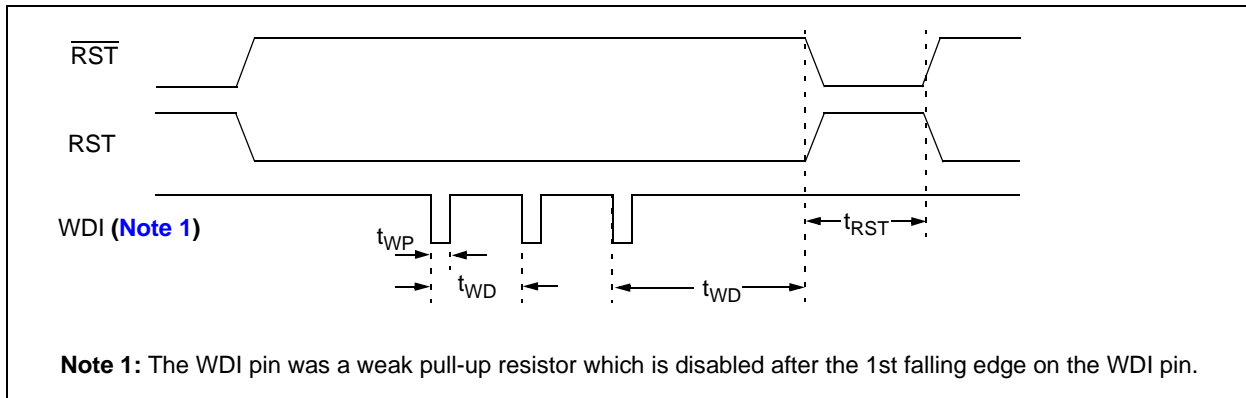 RST
RST
WDI (Note 1)
tWP
tWD
tWD
tRST
Note 1: The WDI pin was a weak pull-up resistor which is disabled after the 1st falling edge on the WDI pin.